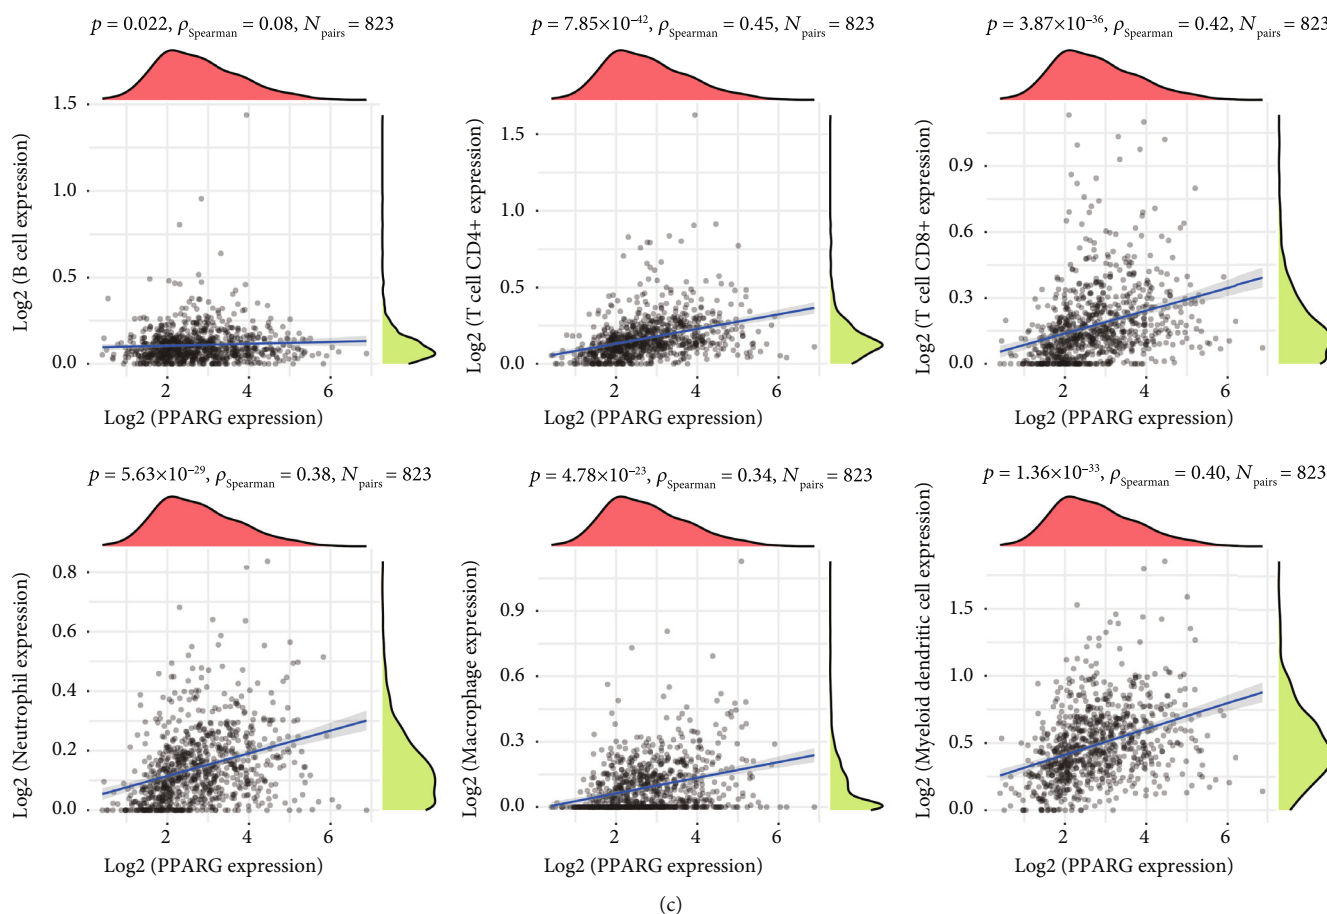 p = 0.022, ρSpearman = 0.08, Npairs = 823
1.5
1.0
0.5
0.0
Log2 (B cell expression)
2 4 6
Log2 (PPARG expression)
p = 7.85×10⁻⁴², ρSpearman = 0.45, Npairs = 823
1.5
1.0
0.5
0.0
Log2 (T cell CD4+ expression)
2 4 6
Log2 (PPARG expression)
p = 3.87×10⁻³⁶, ρSpearman = 0.42, Npairs = 823
0.9
0.6
0.3
0.0
Log2 (T cell CD8+ expression)
2 4 6
Log2 (PPARG expression)
p = 5.63×10⁻²⁹, ρSpearman = 0.38, Npairs = 823
0.8
0.6
0.4
0.2
0.0
Log2 (Neutrophil expression)
2 4 6
Log2 (PPARG expression)
p = 4.78×10⁻²³, ρSpearman = 0.34, Npairs = 823
0.9
0.6
0.3
0.0
Log2 (Macrophage expression)
2 4 6
Log2 (PPARG expression)
p = 1.36×10⁻³³, ρSpearman = 0.40, Npairs = 823
1.5
1.0
0.5
0.0
Log2 (Myeloid dendritic cell expression)
2 4 6
Log2 (PPARG expression)
(c)